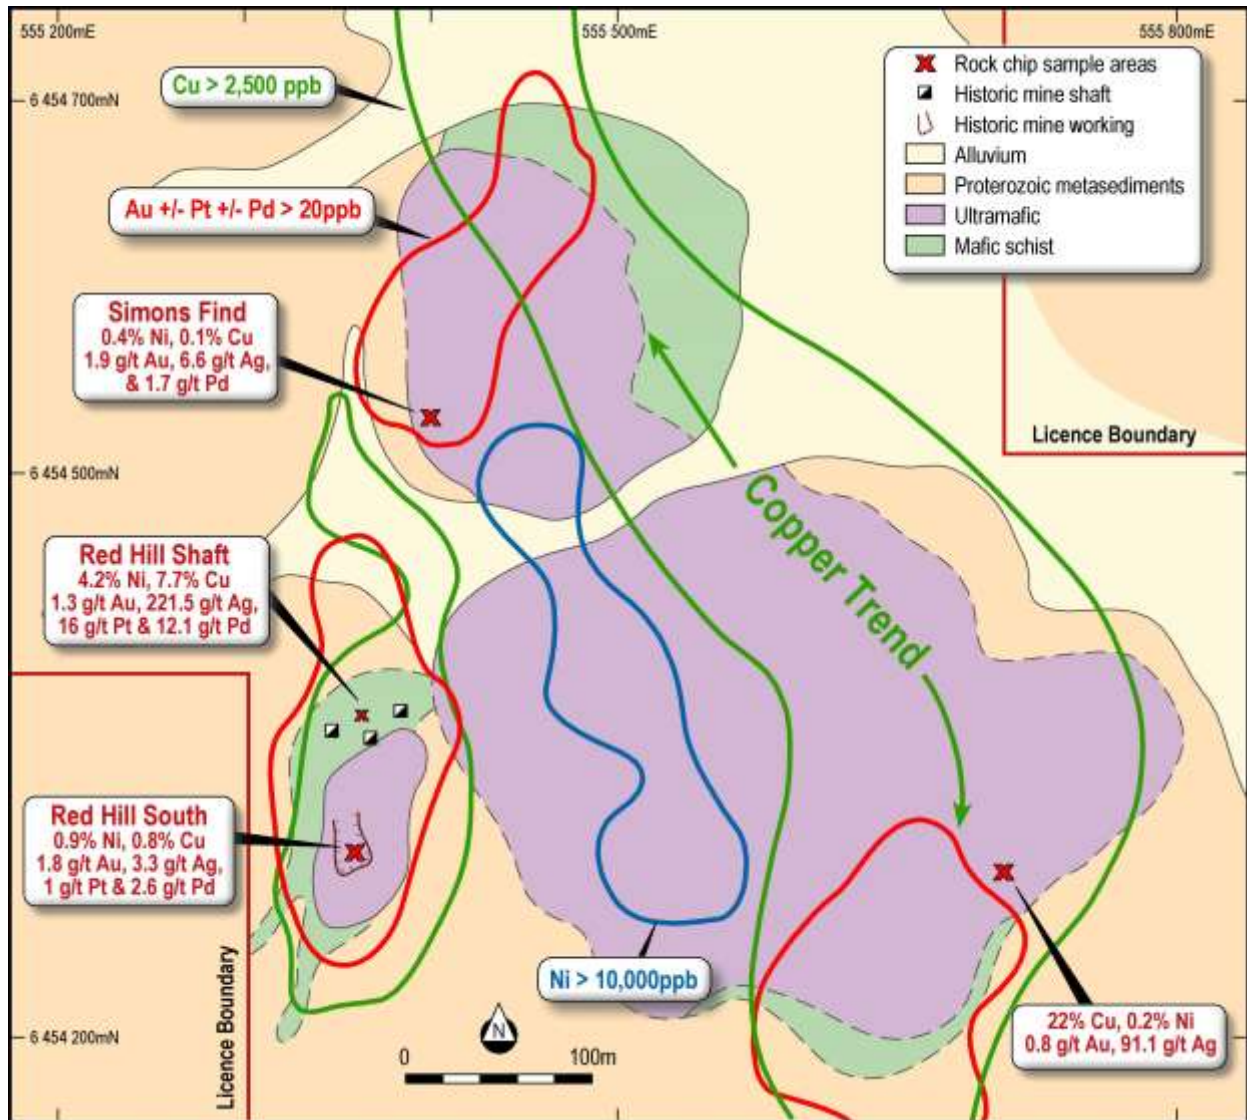 555 200mE
555 500mE
555 800mE
6 454 700mN
Cu > 2,500 ppb
Rock chip sample areas
Historic mine shaft
Historic mine working
Alluvium
Proterozoic metasediments
Ultramafic
Mafic schist
Au +/- Pt +/- Pd > 20ppb
Simons Find
0.4% Ni, 0.1% Cu
1.9 g/t Au, 6.6 g/t Ag,
& 1.7 g/t Pd
Licence Boundary
6 454 500mN
Copper Trend
Red Hill Shaft
4.2% Ni, 7.7% Cu
1.3 g/t Au, 221.5 g/t Ag,
16 g/t Pt & 12.1 g/t Pd
Red Hill South
0.9% Ni, 0.8% Cu
1.8 g/t Au, 3.3 g/t Ag,
1 g/t Pt & 2.6 g/t Pd
Licence Boundary
Ni > 10,000ppb
22% Cu, 0.2% Ni
0.8 g/t Au, 91.1 g/t Ag
6 454 200mN
N
0
100m